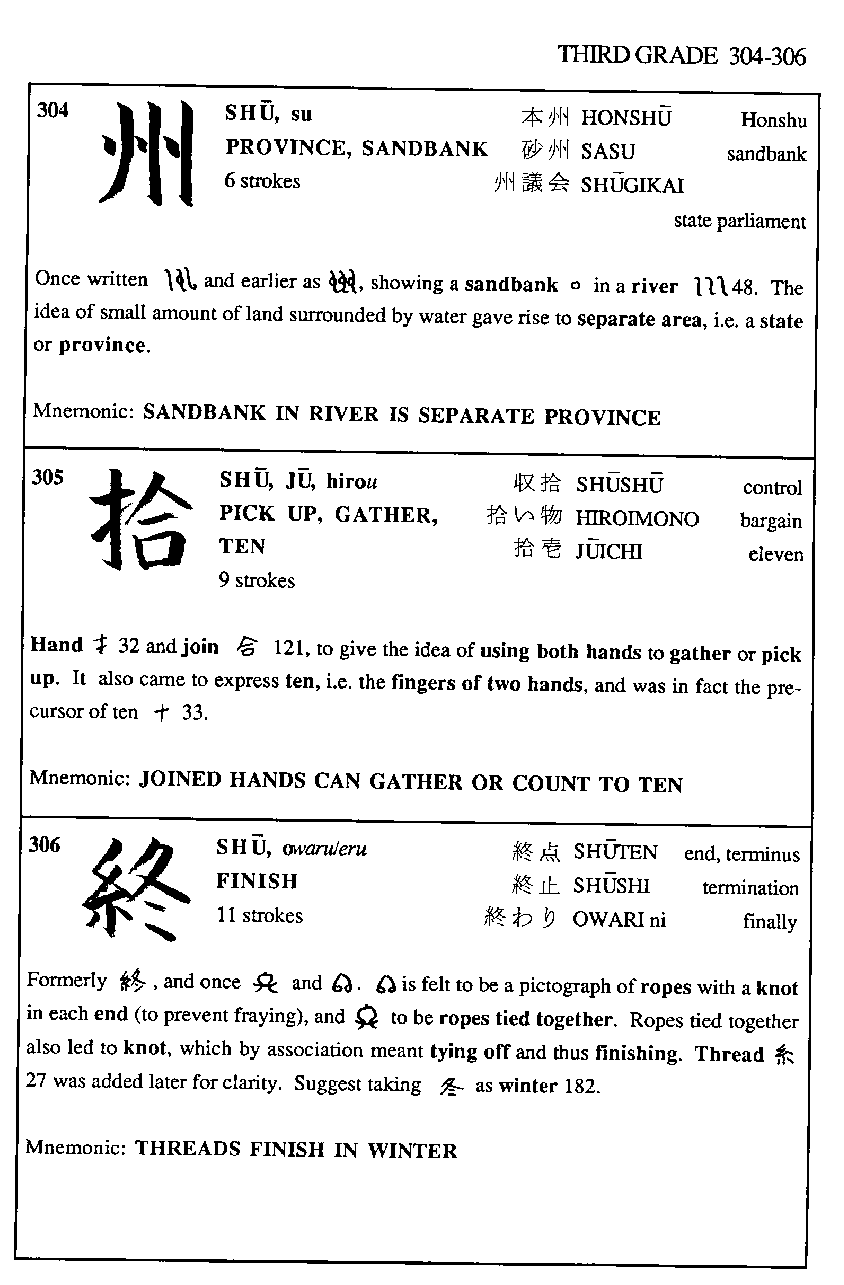 THIRD GRADE 304-306
304 州 SHŪ, su 本州 HONSHŪ Honshu
PROVINCE, SANDBANK 砂州 SASU sandbank
6 strokes 州議会 SHŪGIKAI
state parliament
Once written and earlier as , showing a sandbank in a river 48. The
idea of small amount of land surrounded by water gave rise to separate area, i.e. a state
or province.
Mnemonic: SANDBANK IN RIVER IS SEPARATE PROVINCE
305 拾 SHŪ, JŪ, hirou 収拾 SHŪSHŪ control
PICK UP, GATHER, 拾い物 HIROIMONO bargain
TEN 拾壱 JŪICHI eleven
9 strokes
Hand 扌 32 and join 合 121, to give the idea of using both hands to gather or pick
up. It also came to express ten, i.e. the fingers of two hands, and was in fact the pre-
cursor of ten 十 33.
Mnemonic: JOINED HANDS CAN GATHER OR COUNT TO TEN
306 終 SHŪ, owaru/eru 終点 SHŪTEN end, terminus
FINISH 終止 SHŪSHI termination
11 strokes 終わり OWARI ni finally
Formerly , and once and . is felt to be a pictograph of ropes with a knot
in each end (to prevent fraying), and to be ropes tied together. Ropes tied together
also led to knot, which by association meant tying off and thus finishing. Thread 糸
27 was added later for clarity. Suggest taking 冬 as winter 182.
Mnemonic: THREADS FINISH IN WINTER